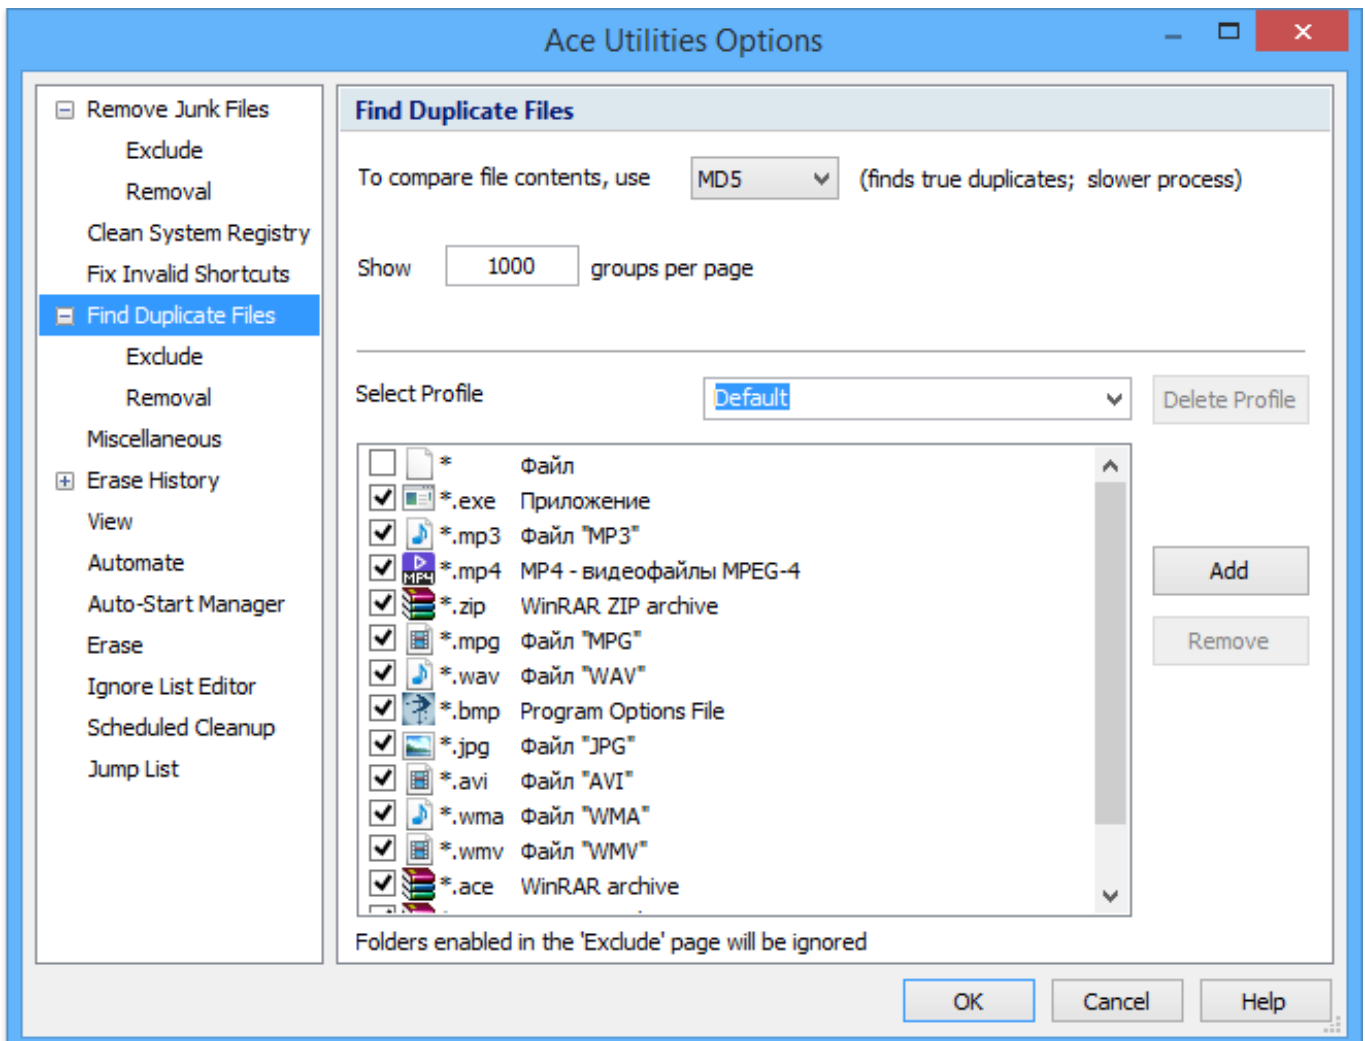 Ace Utilities Options
Remove Junk Files
Exclude
Removal
Clean System Registry
Fix Invalid Shortcuts
Find Duplicate Files
Exclude
Removal
Miscellaneous
Erase History
View
Automate
Auto-Start Manager
Erase
Ignore List Editor
Scheduled Cleanup
Jump List
Find Duplicate Files
To compare file contents, use MD5 (finds true duplicates; slower process)
Show 1000 groups per page
Select Profile Default Delete Profile
* Файл
*.exe Приложение
*.mp3 Файл "MP3"
*.mp4 MP4 - видеофайлы MPEG-4
*.zip WinRAR ZIP archive
*.mpg Файл "MPG"
*.wav Файл "WAV"
*.bmp Program Options File
*.jpg Файл "JPG"
*.avi Файл "AVI"
*.wma Файл "WMA"
*.wmv Файл "WMV"
*.ace WinRAR archive
Add
Remove
Folders enabled in the 'Exclude' page will be ignored
OK Cancel Help